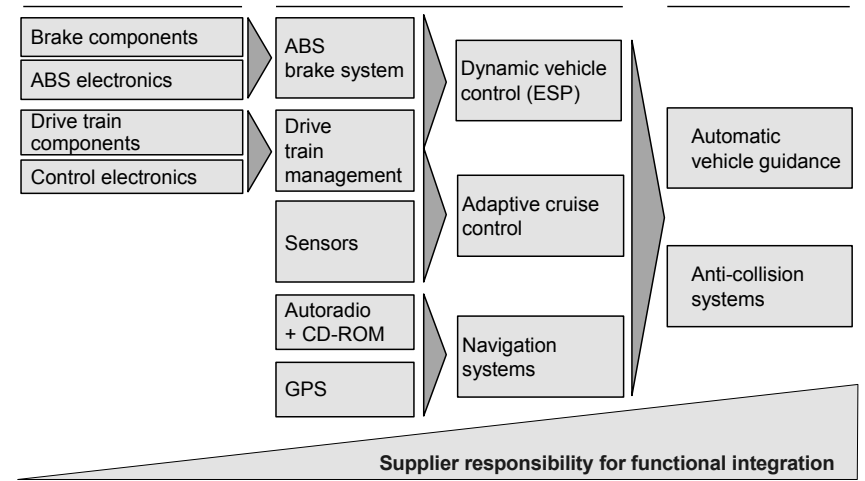 Brake components
ABS electronics
Drive train
components
Control electronics
ABS
brake system
Drive
train
management
Sensors
Autoradio
+ CD-ROM
GPS
Dynamic vehicle
control (ESP)
Adaptive cruise
control
Navigation
systems
Automatic
vehicle guidance
Anti-collision
systems
Supplier responsibility for functional integration